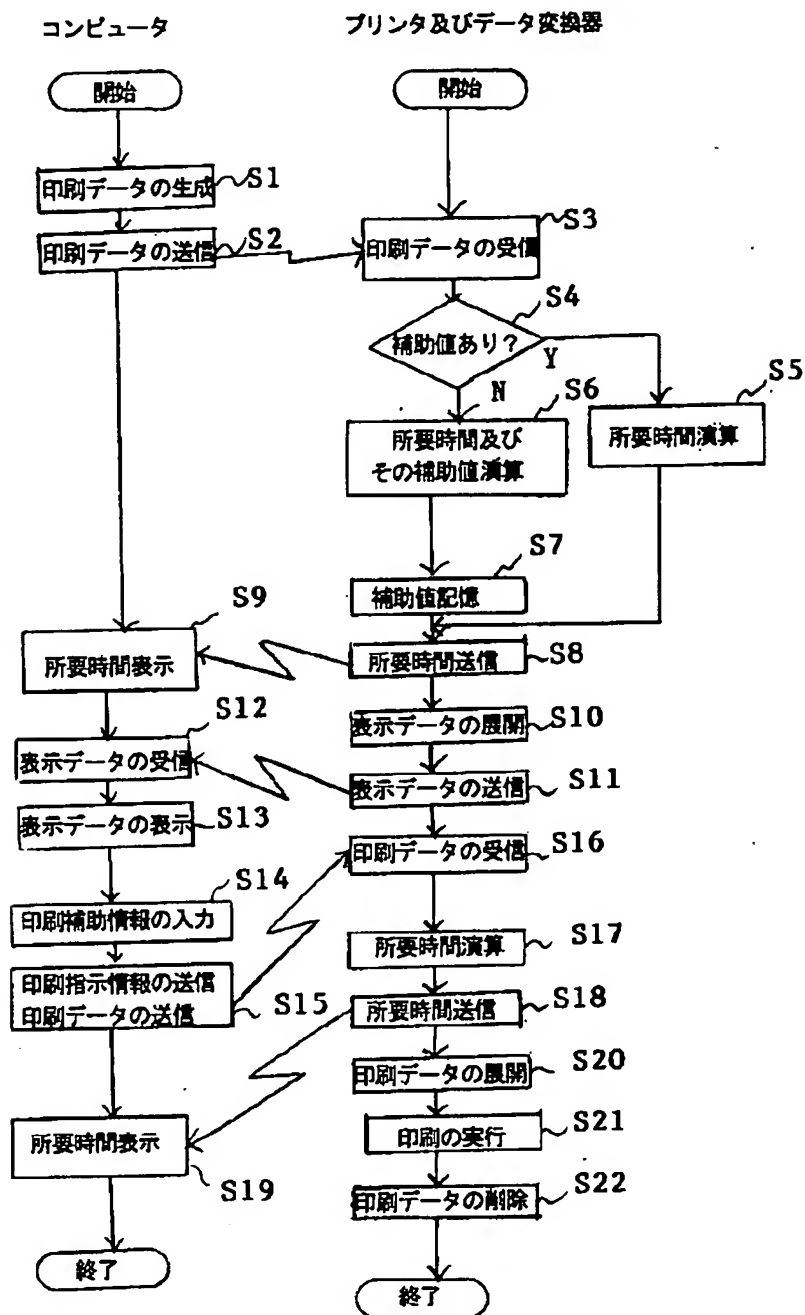 コンピュータ
プリンタ及びデータ変換器
開始
開始
印刷データの生成
S1
印刷データの送信
S2
S3
印刷データの受信
S4
補助値あり?
Y
N
S5
所要時間演算
S6
所要時間及び
その補助値演算
S7
補助値記憶
S9
所要時間表示
所要時間送信
S8
S12
表示データの展開
S10
表示データの受信
表示データの送信
S11
表示データの表示
S13
印刷データの受信
S16
S14
印刷補助情報の入力
所要時間演算
S17
印刷指示情報の送信
印刷データの送信
S15
所要時間送信
S18
印刷データの展開
S20
所要時間表示
S19
印刷の実行
S21
印刷データの削除
S22
終了
終了